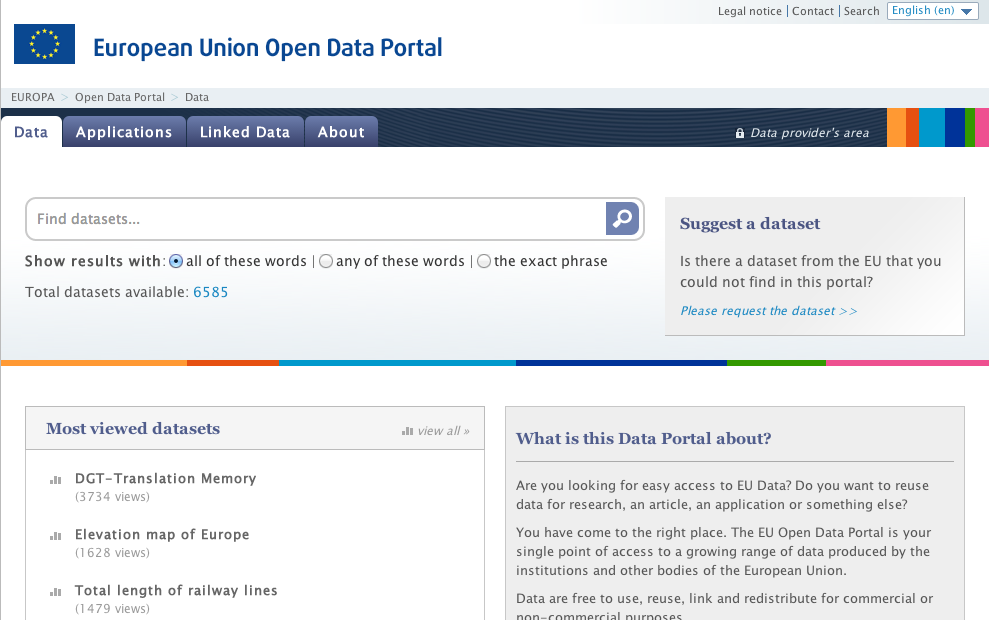 Legal notice | Contact | Search English (en)
European Union Open Data Portal
EUROPA > Open Data Portal > Data
Data Applications Linked Data About Data provider's area
Find datasets...
Show results with: all of these words | any of these words | the exact phrase
Total datasets available: 6585
Suggest a dataset
Is there a dataset from the EU that you
could not find in this portal?
Please request the dataset >>
Most viewed datasets view all »
DGT-Translation Memory
(3734 views)
Elevation map of Europe
(1628 views)
Total length of railway lines
(1479 views)
What is this Data Portal about?
Are you looking for easy access to EU Data? Do you want to reuse
data for research, an article, an application or something else?
You have come to the right place. The EU Open Data Portal is your
single point of access to a growing range of data produced by the
institutions and other bodies of the European Union.
Data are free to use, reuse, link and redistribute for commercial or
non-commercial purposes